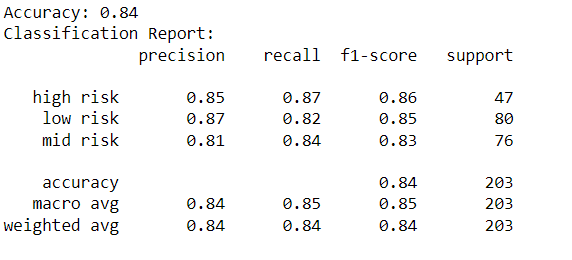 Accuracy: 0.84
Classification Report:
precision recall f1-score support
high risk 0.85 0.87 0.86 47
low risk 0.87 0.82 0.85 80
mid risk 0.81 0.84 0.83 76
accuracy 0.84 203
macro avg 0.84 0.85 0.85 203
weighted avg 0.84 0.84 0.84 203